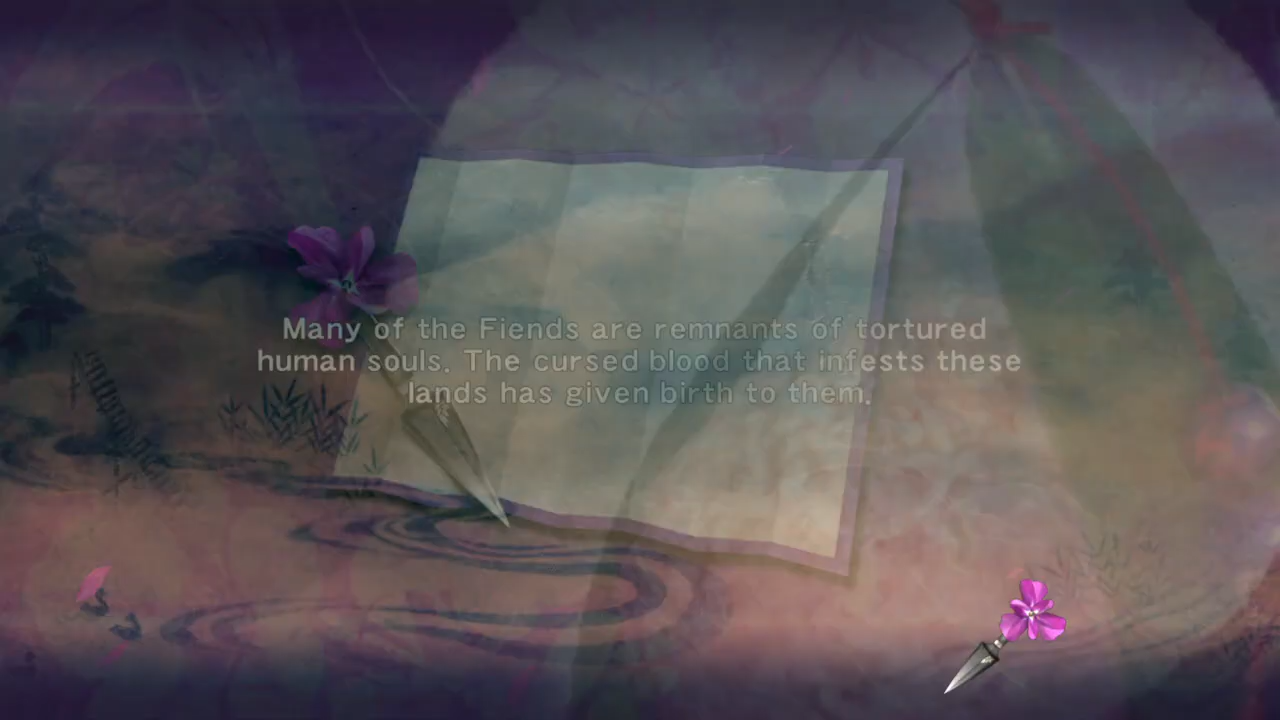 Many of the Fiends are remnants of tortured
human souls. The cursed blood that infests these
lands has given birth to them.